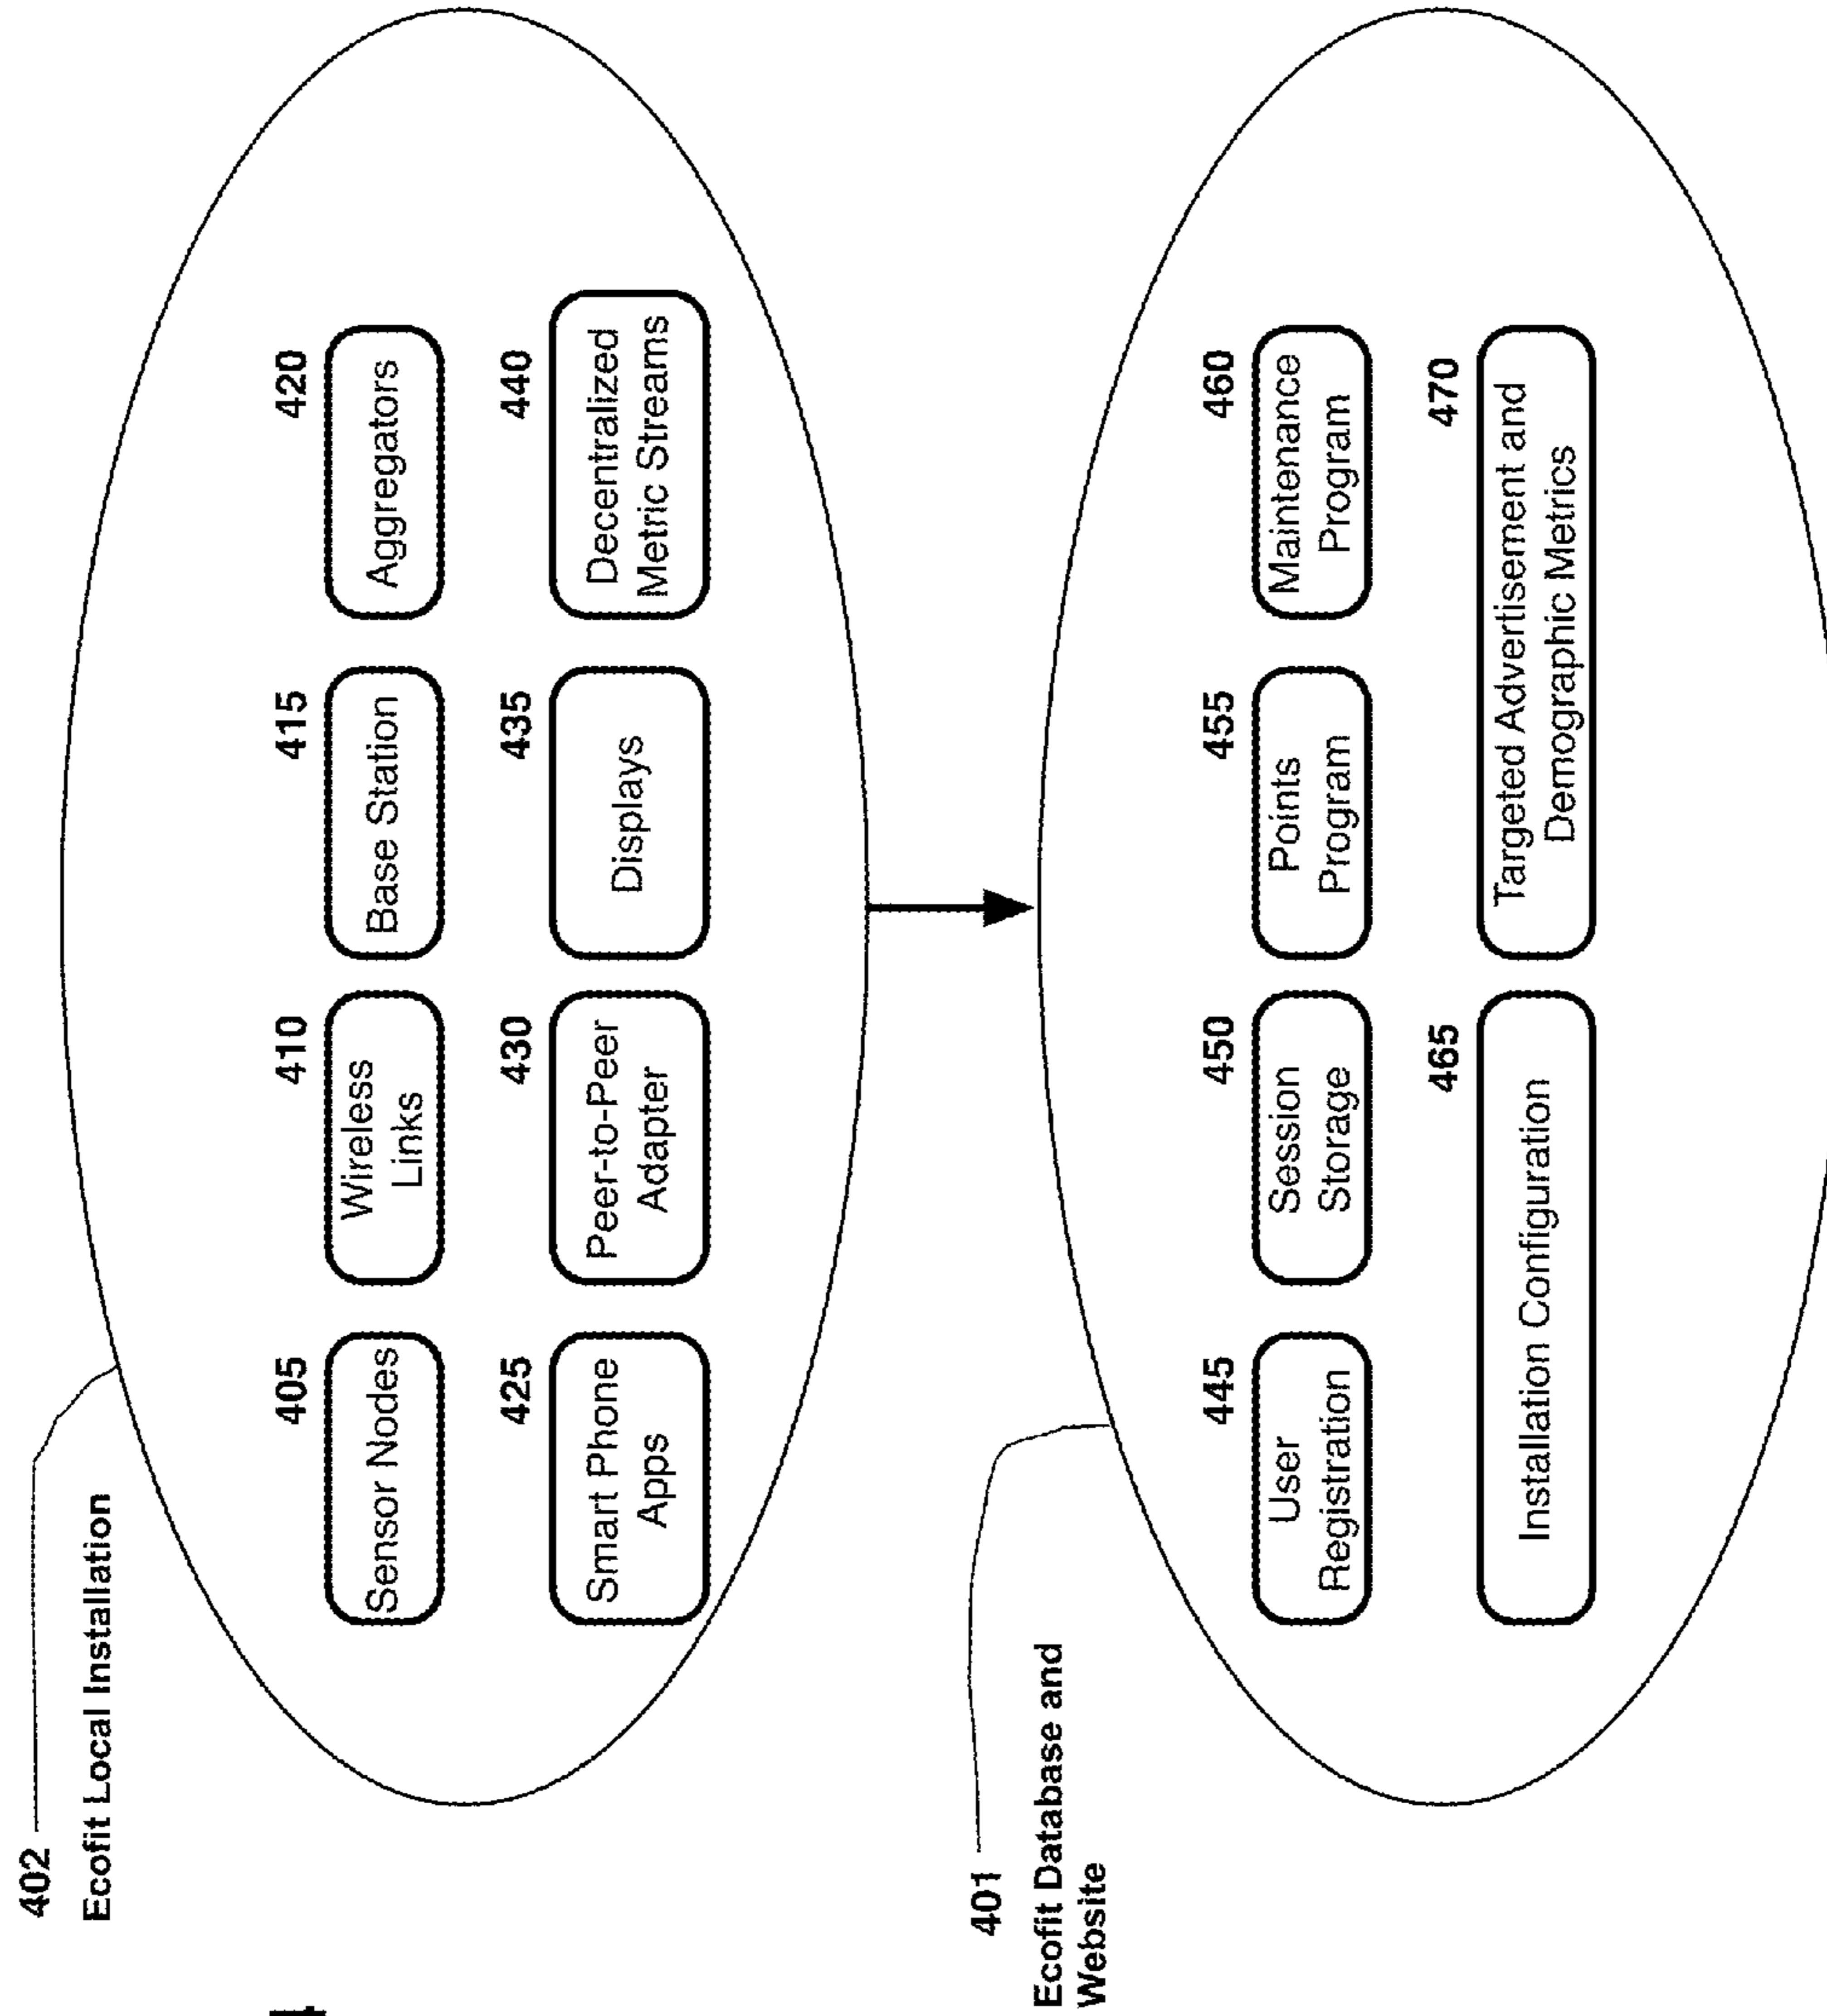 402
Ecofit Local Installation
405
410
415
420
Sensor Nodes
Wireless
Links
Base Station
Aggregators
425
430
435
440
Smart Phone
Apps
Peer-to-Peer
Adapter
Displays
Decentralized
Metric Streams
401
Ecofit Database and
Website
445
450
455
460
User
Registration
Session
Storage
Points
Program
Maintenance
Program
465
470
Installation Configuration
Targeted Advertisement and
Demographic Metrics